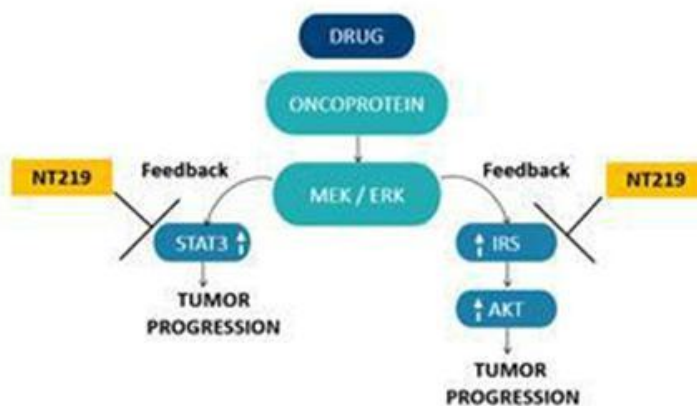 DRUG
ONCOPROTEIN
NT219
Feedback
MEK / ERK
Feedback
NT219
STAT3
IRS
TUMOR
PROGRESSION
AKT
TUMOR
PROGRESSION